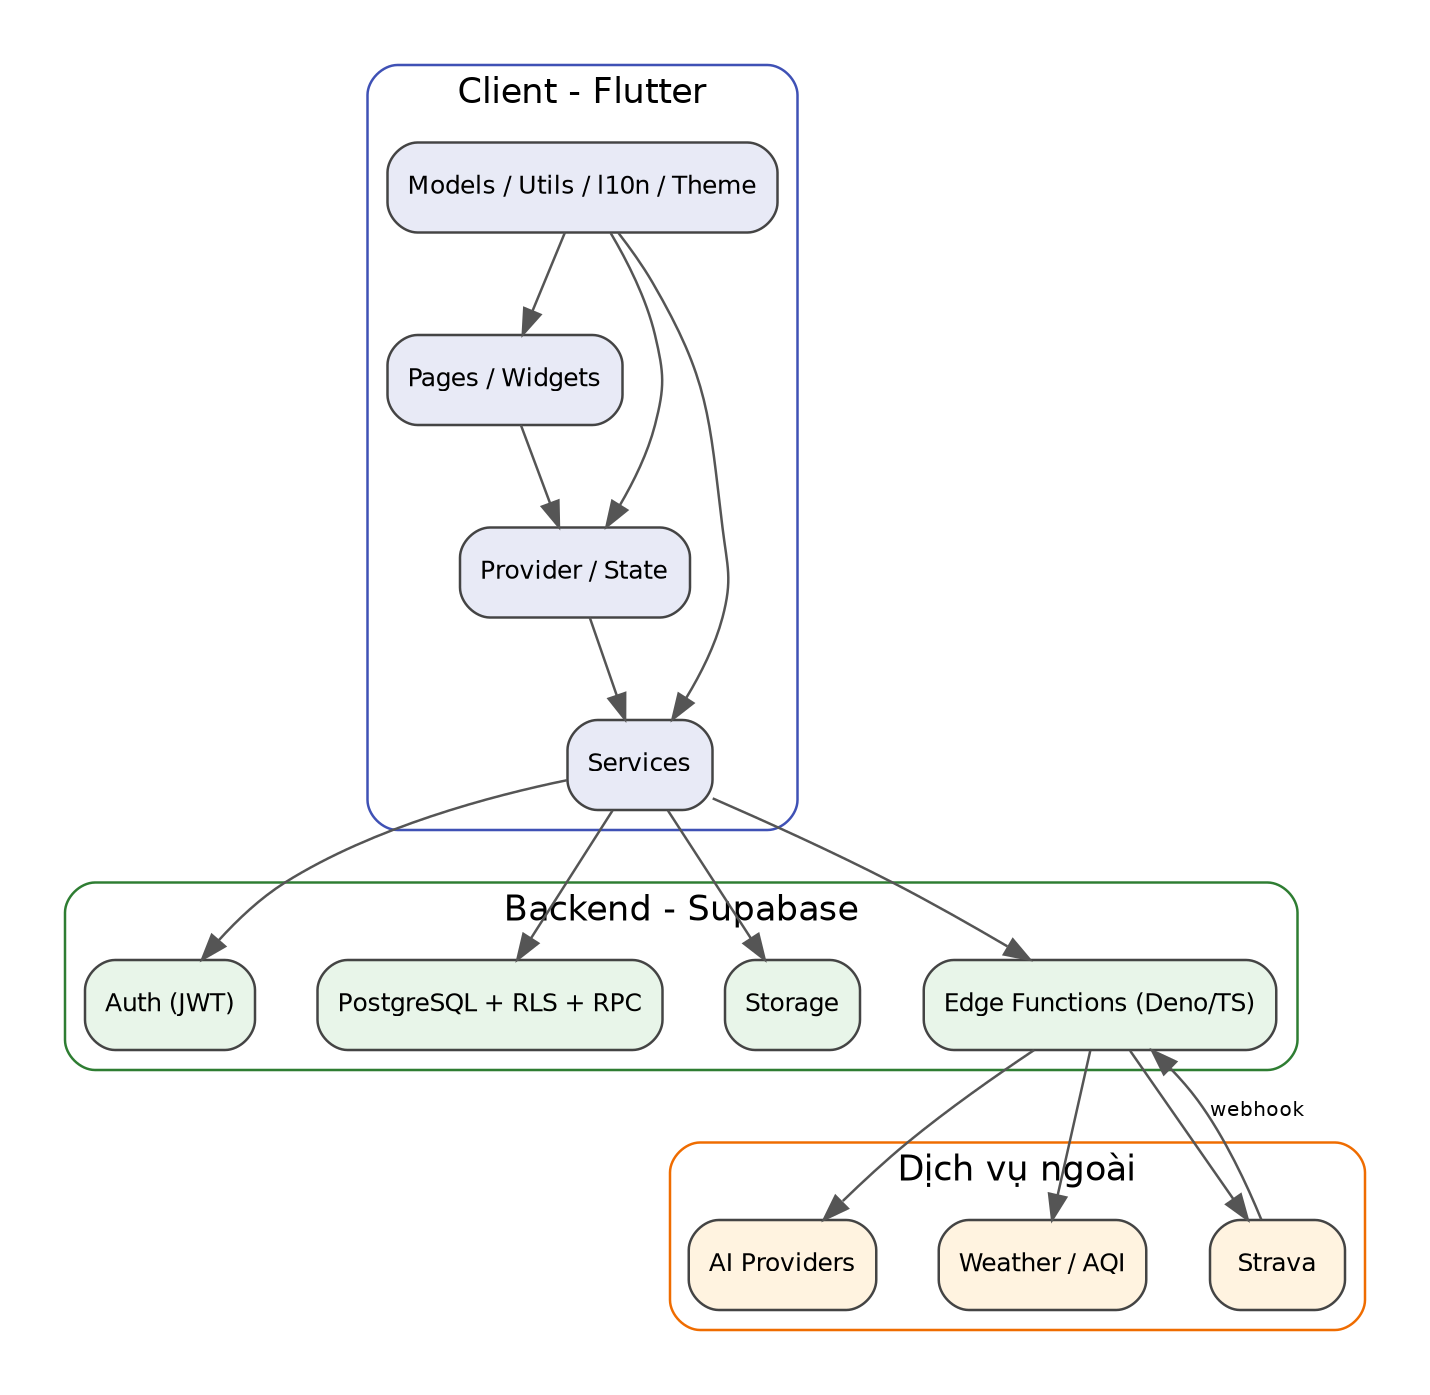 Client - Flutter
Models / Utils / l10n / Theme
Pages / Widgets
Provider / State
Services
Backend - Supabase
Auth (JWT)
PostgreSQL + RLS + RPC
Storage
Edge Functions (Deno/TS)
webhook
Dịch vụ ngoài
AI Providers
Weather / AQI
Strava